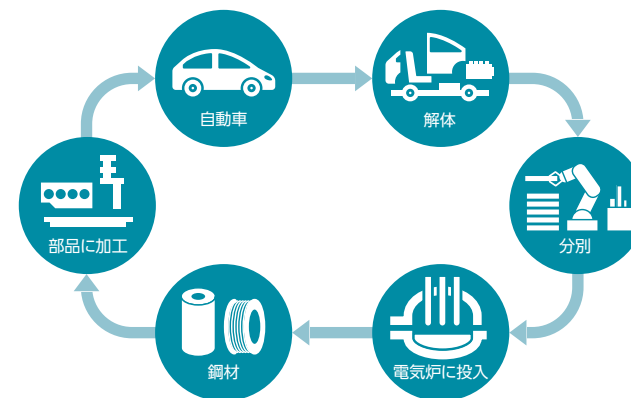 自動車
解体
分別
電気炉に投入
鋼材
部品に加工